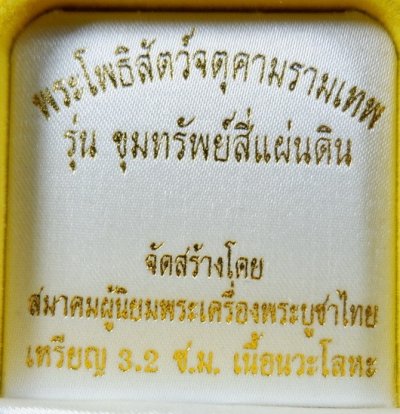 พระโพธิสัตว์จตุคามรามเทพ
รุ่น ขุมทรัพย์สี่แผ่นดิน
จัดสร้างโดย
สมาคมผู้นิยมพระเครื่องพระบูชาไทย
เหรียญ 3.2 ซ.ม. เนื้อนวะโลหะ